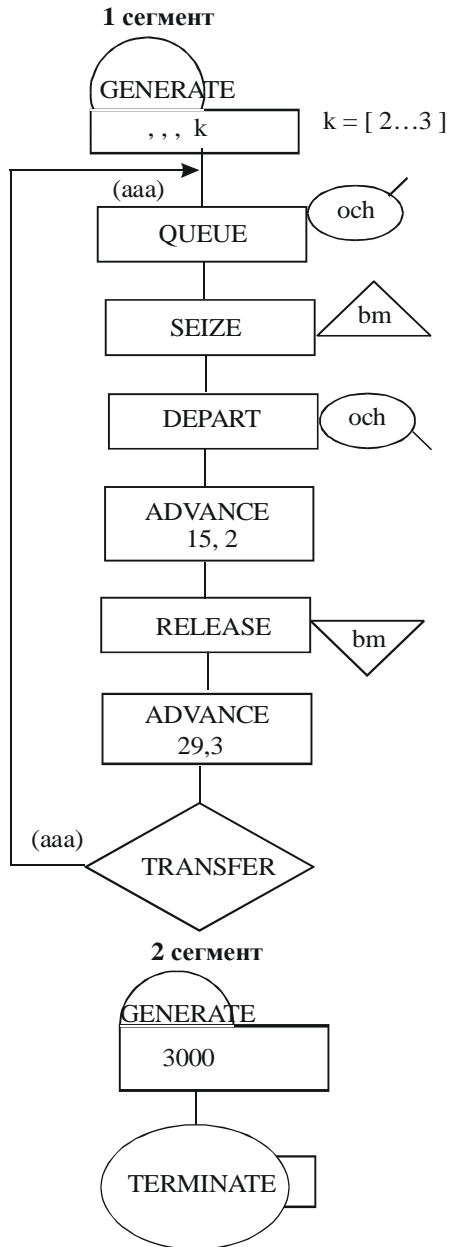 1 сегмент
GENERATE
, , , k
k = [ 2…3 ]
(aaa)
QUEUE
och
SEIZE
bm
DEPART
och
ADVANCE
15, 2
RELEASE
bm
ADVANCE
29,3
(aaa)
TRANSFER
2 сегмент
GENERATE
3000
TERMINATE